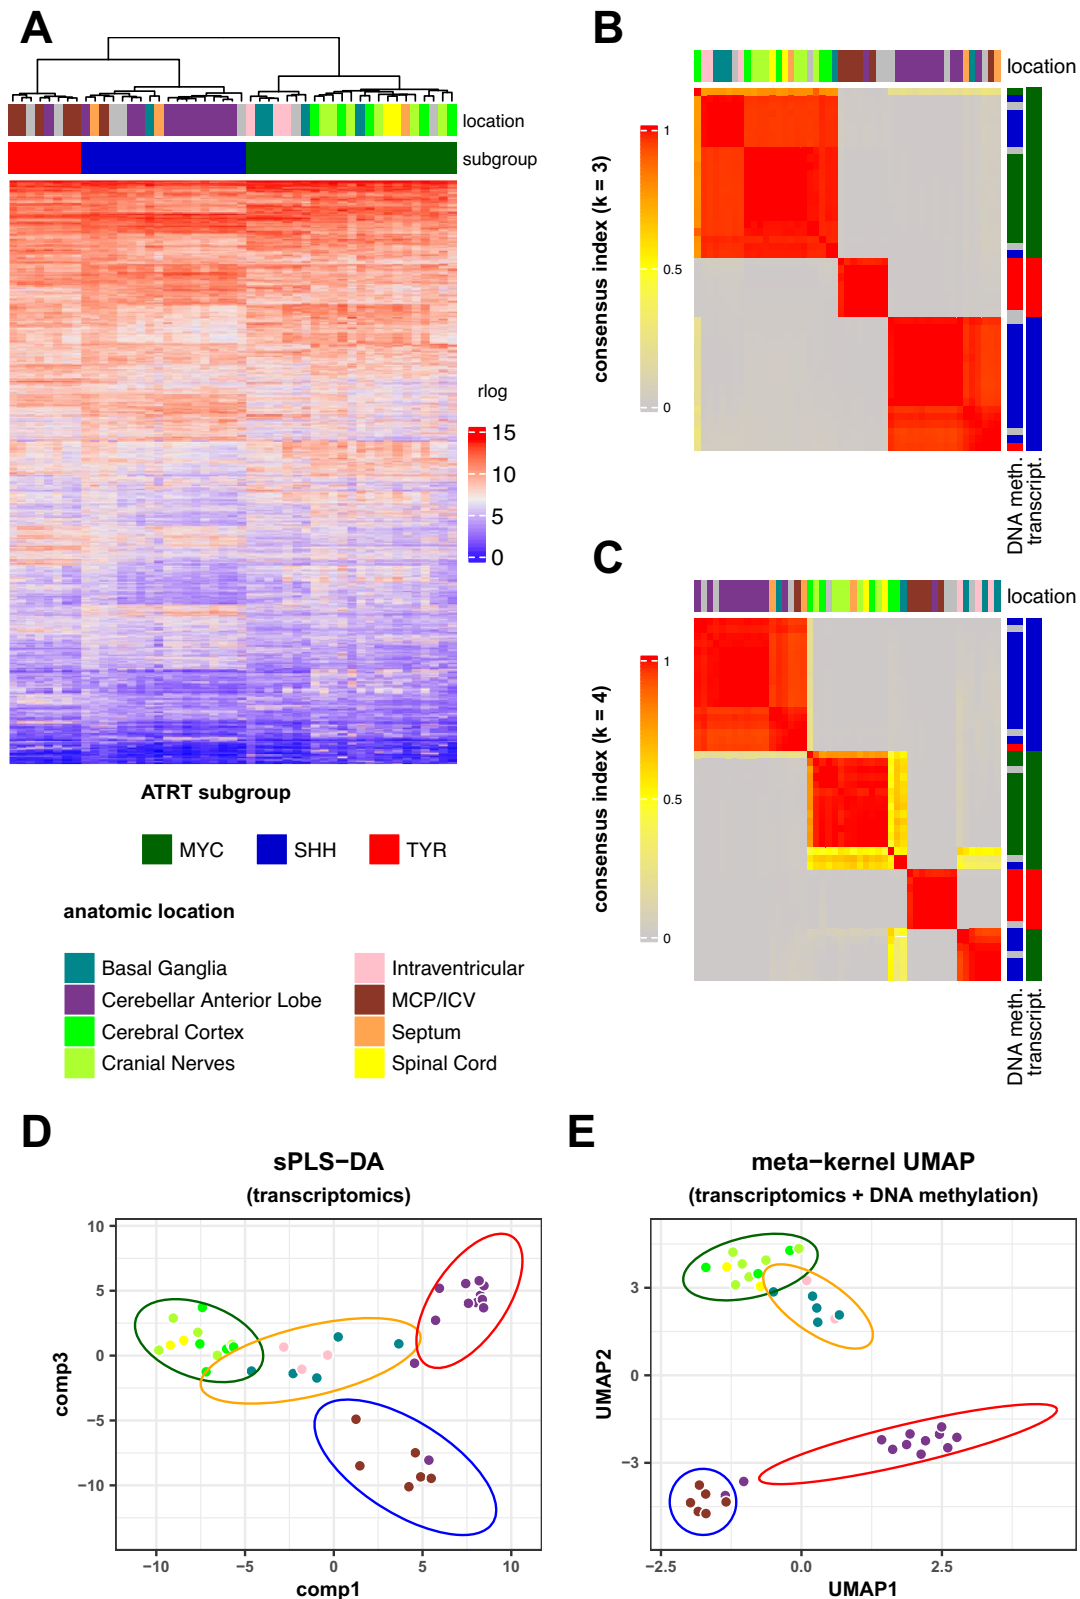 A
location
subgroup
rlog
15
10
5
0
ATRT subgroup
MYC
SHH
TYR
anatomic location
Basal Ganglia
Cerebellar Anterior Lobe
Cerebral Cortex
Cranial Nerves
Intraventricular
MCP/ICV
Septum
Spinal Cord
B
location
consensus index (k = 3)
1
0.5
0
DNA meth.
transcript.
C
location
consensus index (k = 4)
1
0.5
0
DNA meth.
transcript.
D
sPLS−DA
(transcriptomics)
comp3
10
5
0
−5
−10
−10
−5
0
5
10
comp1
E
meta−kernel UMAP
(transcriptomics + DNA methylation)
UMAP2
3
0
−3
−2.5
0.0
2.5
UMAP1